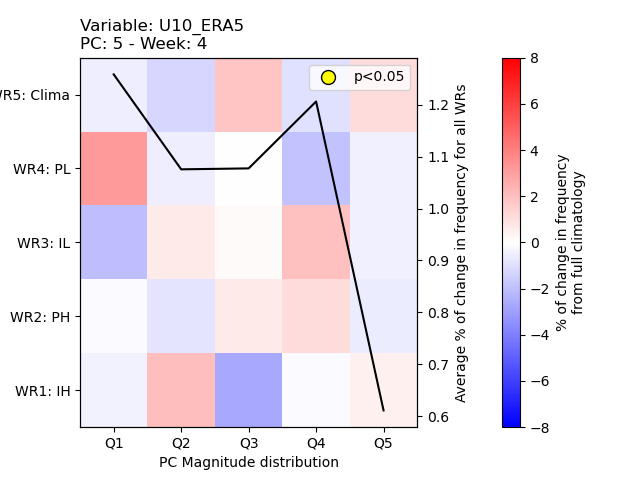 Variable: U10_ERA5
PC: 5 - Week: 4
p<0.05
WR5: Clima
WR4: PL
WR3: IL
WR2: PH
WR1: IH
Q1 Q2 Q3 Q4 Q5
PC Magnitude distribution
1.2
1.1
1.0
0.9
0.8
0.7
0.6
Average % of change in frequency for all WRs
8
6
4
2
0
−2
−4
−6
−8
% of change in frequency
from full climatology